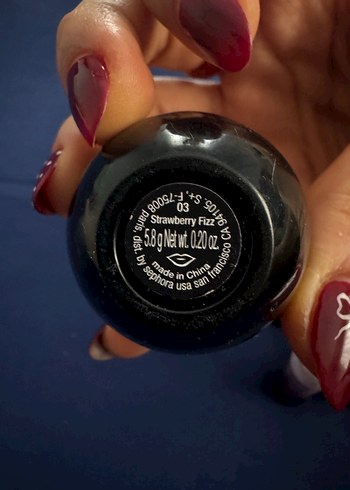 03
Strawberry Fizz
5.8 g Net wt. 0.20 oz.
made in China
dist. by sephora usa san francisco CA 94105. S+, F-75008 paris